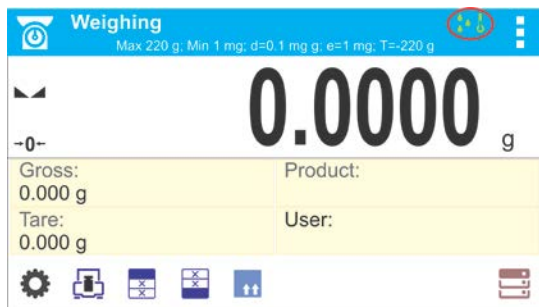 Weighing
Max 220 g; Min 1 mg; d=0.1 mg g; e=1 mg; T=-220 g
0.0000 g
→0←
Gross:
0.000 g
Product:
Tare:
0.000 g
User: